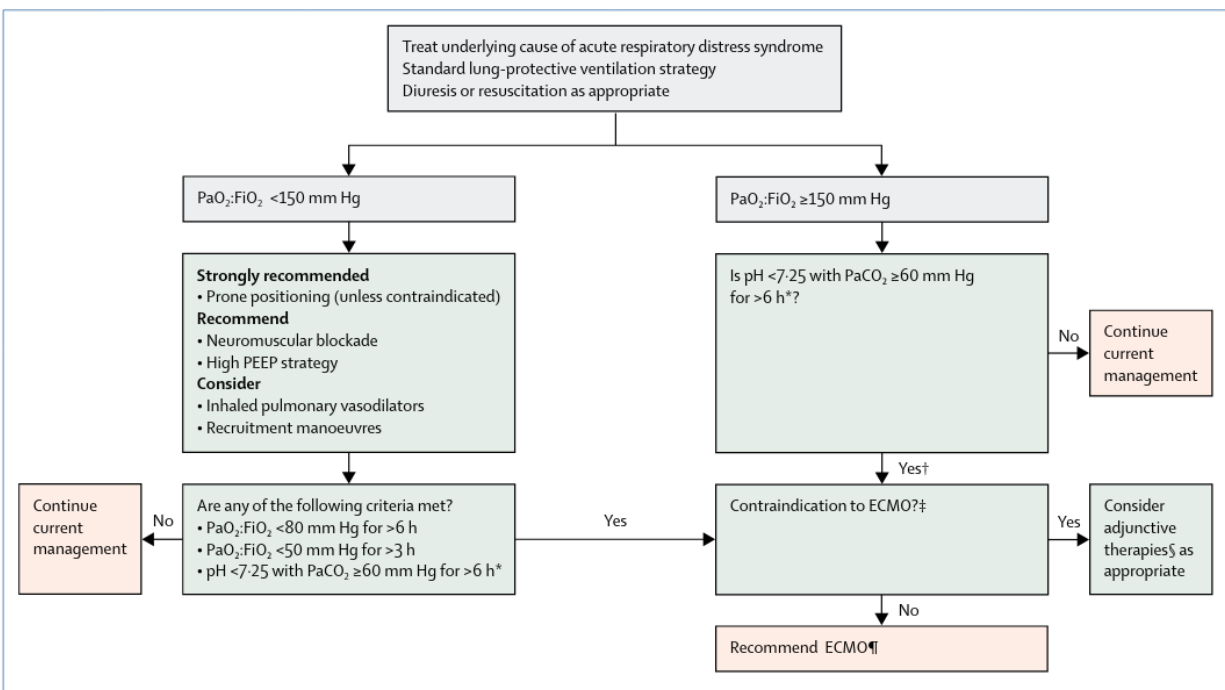 Treat underlying cause of acute respiratory distress syndrome
Standard lung-protective ventilation strategy
Diuresis or resuscitation as appropriate
PaO₂:FiO₂ <150 mm Hg
PaO₂:FiO₂ ≥150 mm Hg
Strongly recommended
• Prone positioning (unless contraindicated)
Recommend
• Neuromuscular blockade
• High PEEP strategy
Consider
• Inhaled pulmonary vasodilators
• Recruitment manoeuvres
Is pH <7·25 with PaCO₂ ≥60 mm Hg
for >6 h*?
No
Continue
current
management
Yes†
Continue
current
management
No
Are any of the following criteria met?
• PaO₂:FiO₂ <80 mm Hg for >6 h
• PaO₂:FiO₂ <50 mm Hg for >3 h
• pH <7·25 with PaCO₂ ≥60 mm Hg for >6 h*
Yes
Contraindication to ECMO?‡
Yes
Consider
adjunctive
therapies§ as
appropriate
No
Recommend ECMO¶